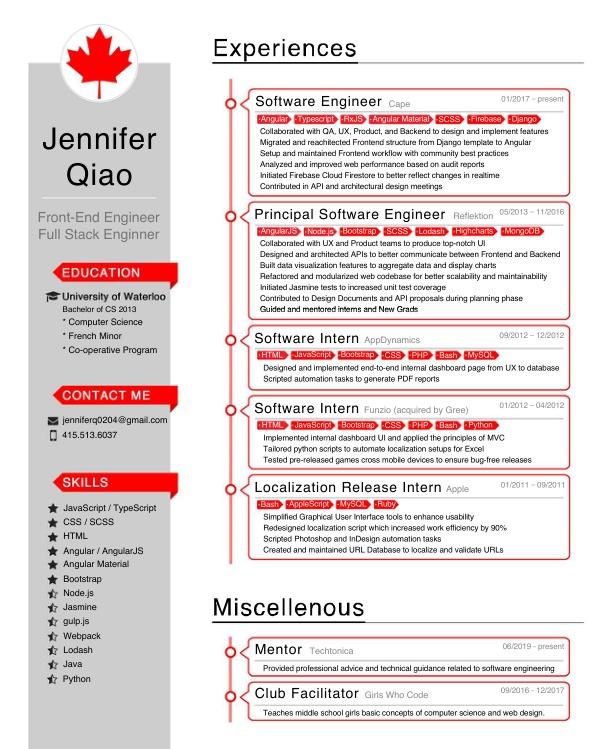 Jennifer
Qiao
Front-End Engineer
Full Stack Enginner
EDUCATION
University of Waterloo
Bachelor of CS 2013
* Computer Science
* French Minor
* Co-operative Program
CONTACT ME
jenniferq0204@gmail.com
415.513.6037
SKILLS
JavaScript / TypeScript
CSS / SCSS
HTML
Angular / AngularJS
Angular Material
Bootstrap
Node.js
Jasmine
gulp.js
Webpack
Lodash
Java
Python
Experiences
Software Engineer Cape 01/2017 - present
Angular Typescript RxJS Angular Material SCSS Firebase Django
Collaborated with QA, UX, Product, and Backend to design and implement features
Migrated and reachitected Frontend structure from Django template to Angular
Setup and maintained Frontend workflow with community best practices
Analyzed and improved web performance based on audit reports
Initiated Firebase Cloud Firestore to better reflect changes in realtime
Contributed in API and architectural design meetings
Principal Software Engineer Reflektion 05/2013 – 11/2016
AngularJS Node.js Bootstrap SCSS Lodash Highcharts MongoDB
Collaborated with UX and Product teams to produce top-notch UI
Designed and architected APIs to better communicate between Frontend and Backend
Built data visualization features to aggregate data and display charts
Refactored and modularized web codebase for better scalability and maintainability
Initiated Jasmine tests to increased unit test coverage
Contributed to Design Documents and API proposals during planning phase
Guided and mentored interns and New Grads
Software Intern AppDynamics 09/2012 – 12/2012
HTML JavaScript Bootstrap CSS PHP Bash MySQL
Designed and implemented end-to-end internal dashboard page from UX to database
Scripted automation tasks to generate PDF reports
Software Intern Funzio (acquired by Gree) 01/2012 – 04/2012
HTML JavaScript Bootstrap CSS PHP Bash Python
Implemented internal dashboard UI and applied the principles of MVC
Tailored python scripts to automate localization setups for Excel
Tested pre-released games cross mobile devices to ensure bug-free releases
Localization Release Intern Apple 01/2011 – 09/2011
Bash AppleScript MySQL Ruby
Simplified Graphical User Interface tools to enhance usability
Redesigned localization script which increased work efficiency by 90%
Scripted Photoshop and InDesign automation tasks
Created and maintained URL Database to localize and validate URLs
Miscellenous
Mentor Techtonica 06/2019 - present
Provided professional advice and technical guidance related to software engineering
Club Facilitator Girls Who Code 09/2016 - 12/2017
Teaches middle school girls basic concepts of computer science and web design.